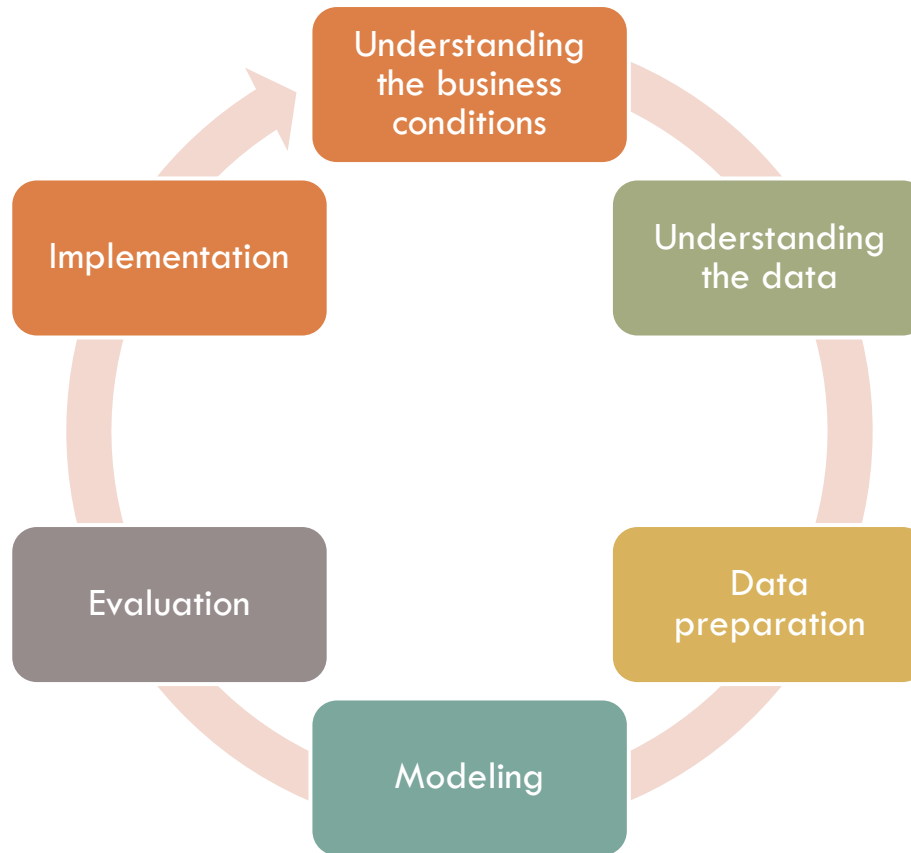 Understanding
the business
conditions
Understanding
the data
Data
preparation
Modeling
Evaluation
Implementation